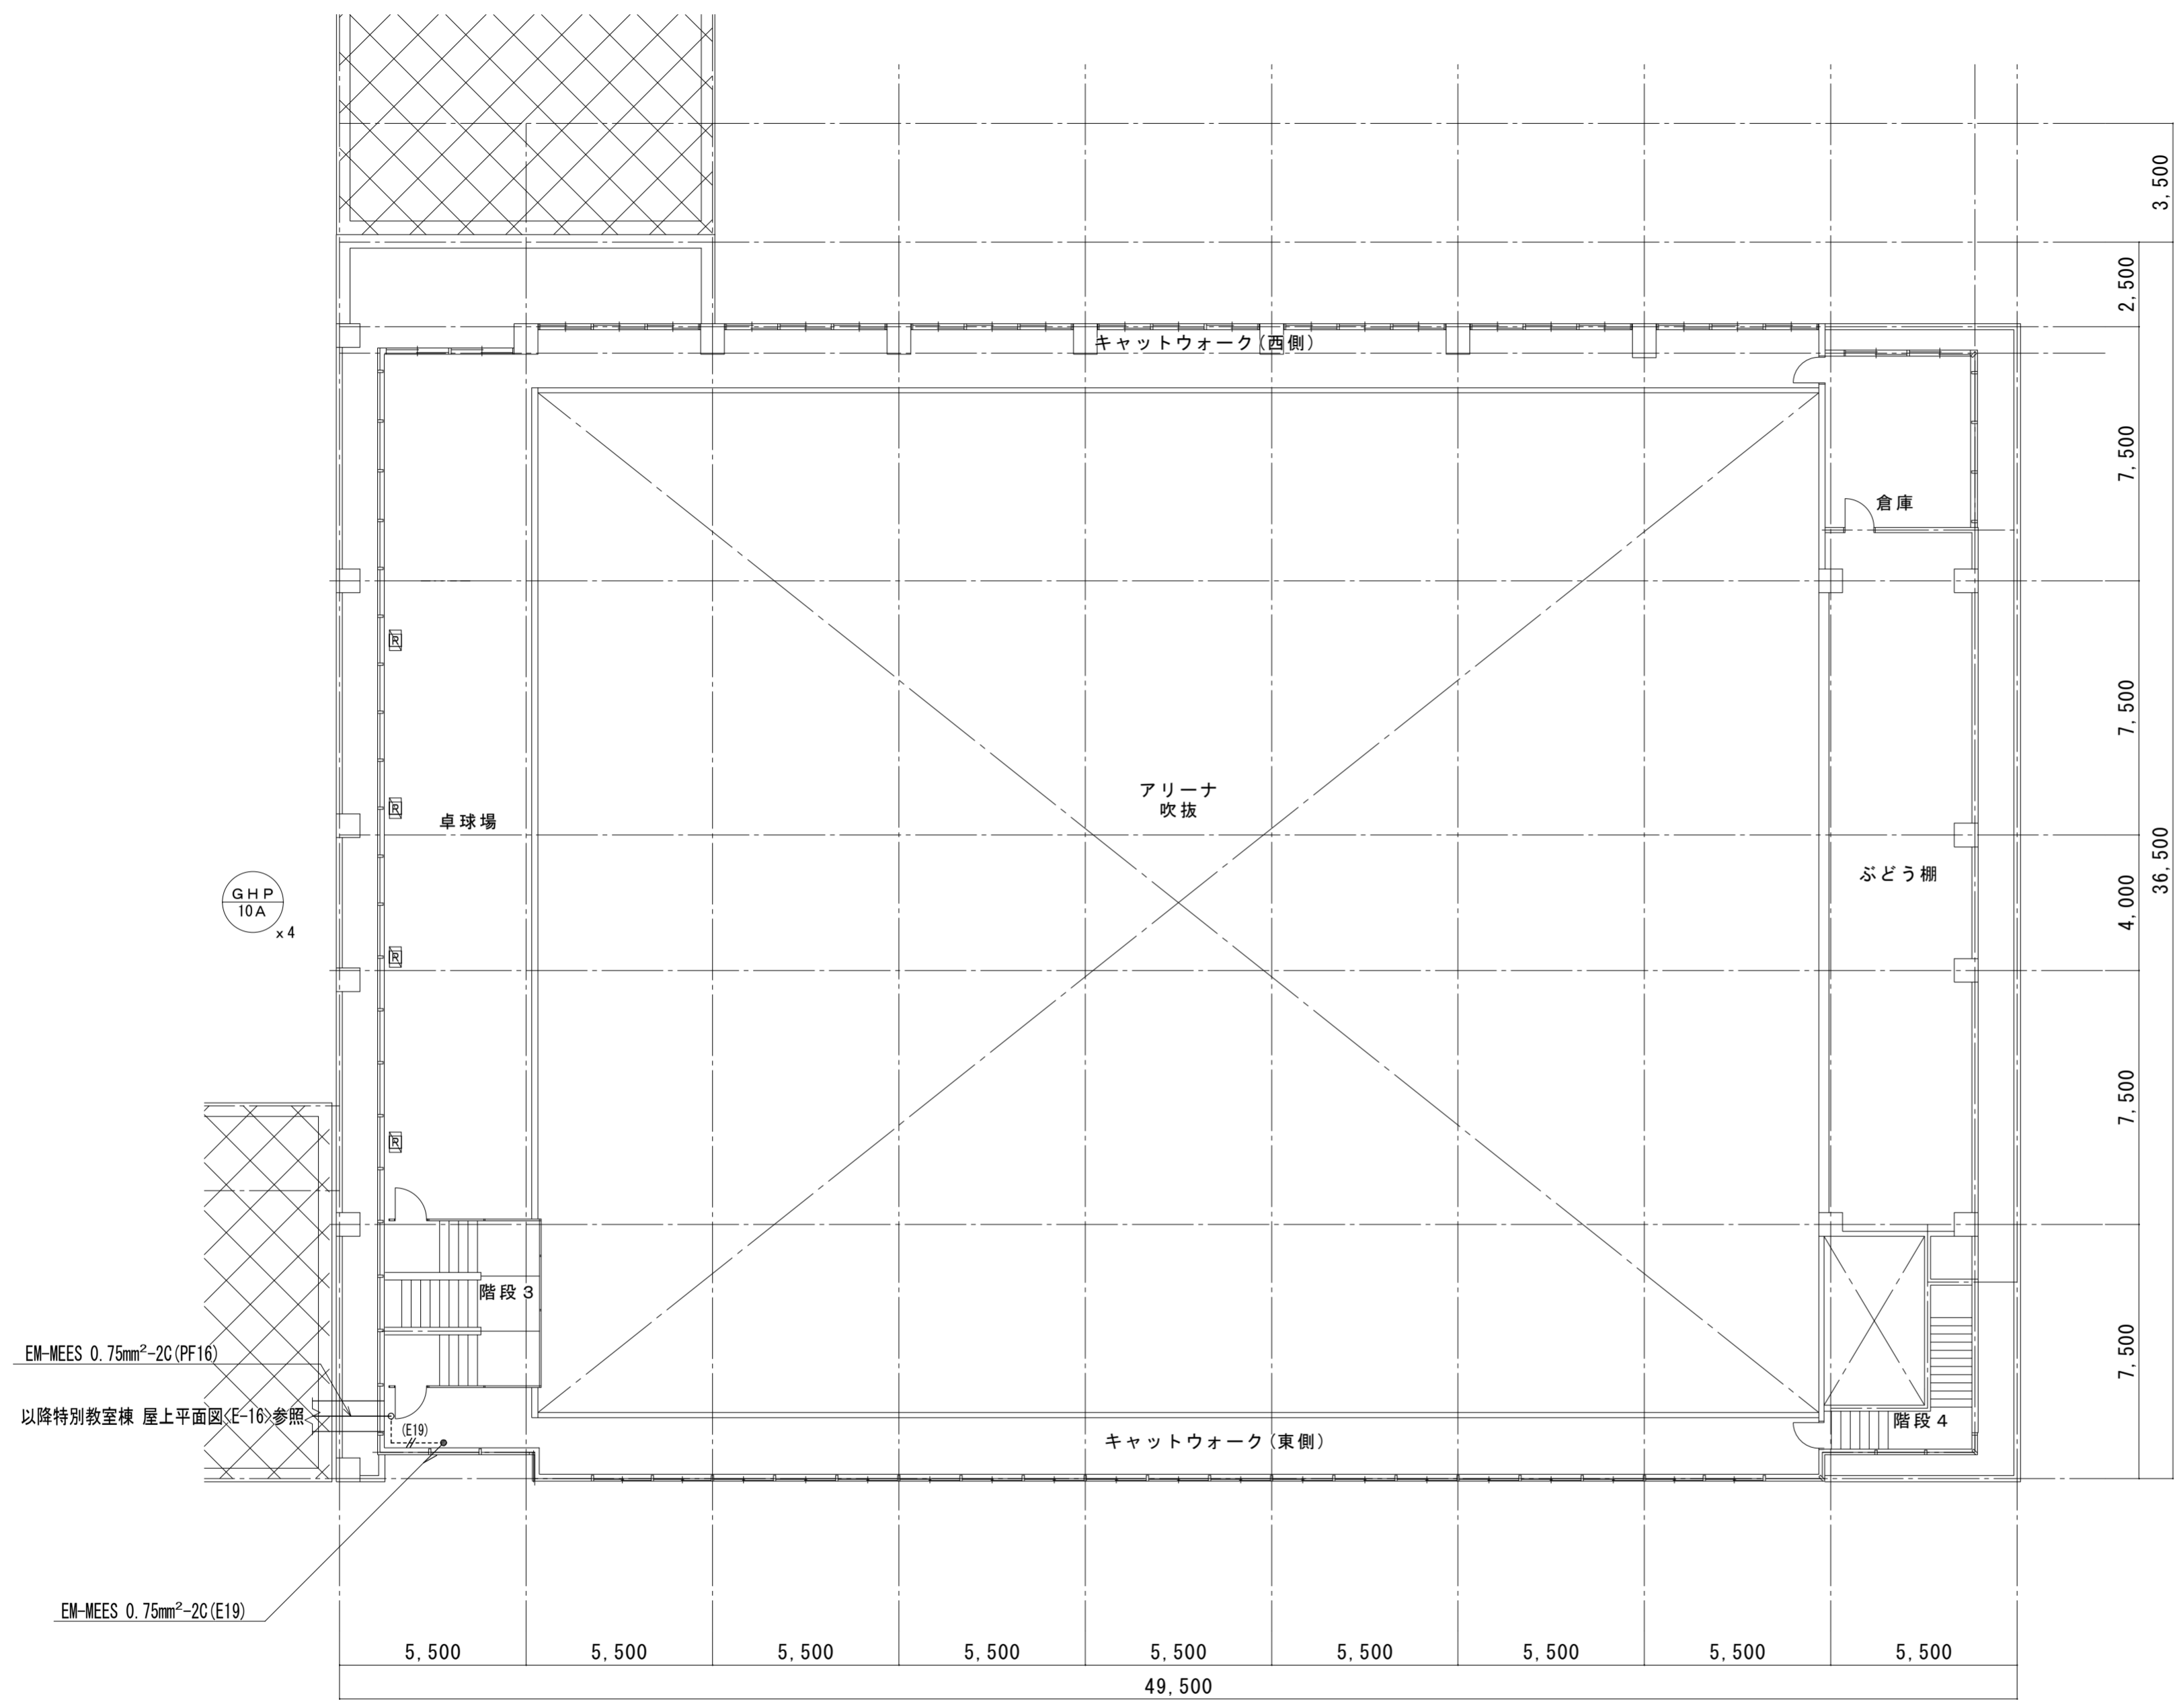 3,500
2,500
キャットウォーク(西側)
7,500
倉庫
R
7,500
アリーナ
吹抜
R
卓球場
36,500
ぶどう棚
GHP
10A
x4
4,000
R
7,500
R
階段3
EM-MEES 0.75mm²-2C(PF16)
7,500
以降特別教室棟 屋上平面図<E-16>参照
(E19)
階段4
キャットウォーク(東側)
EM-MEES 0.75mm²-2C(E19)
5,500 5,500 5,500 5,500 5,500 5,500 5,500 5,500 5,500
49,500